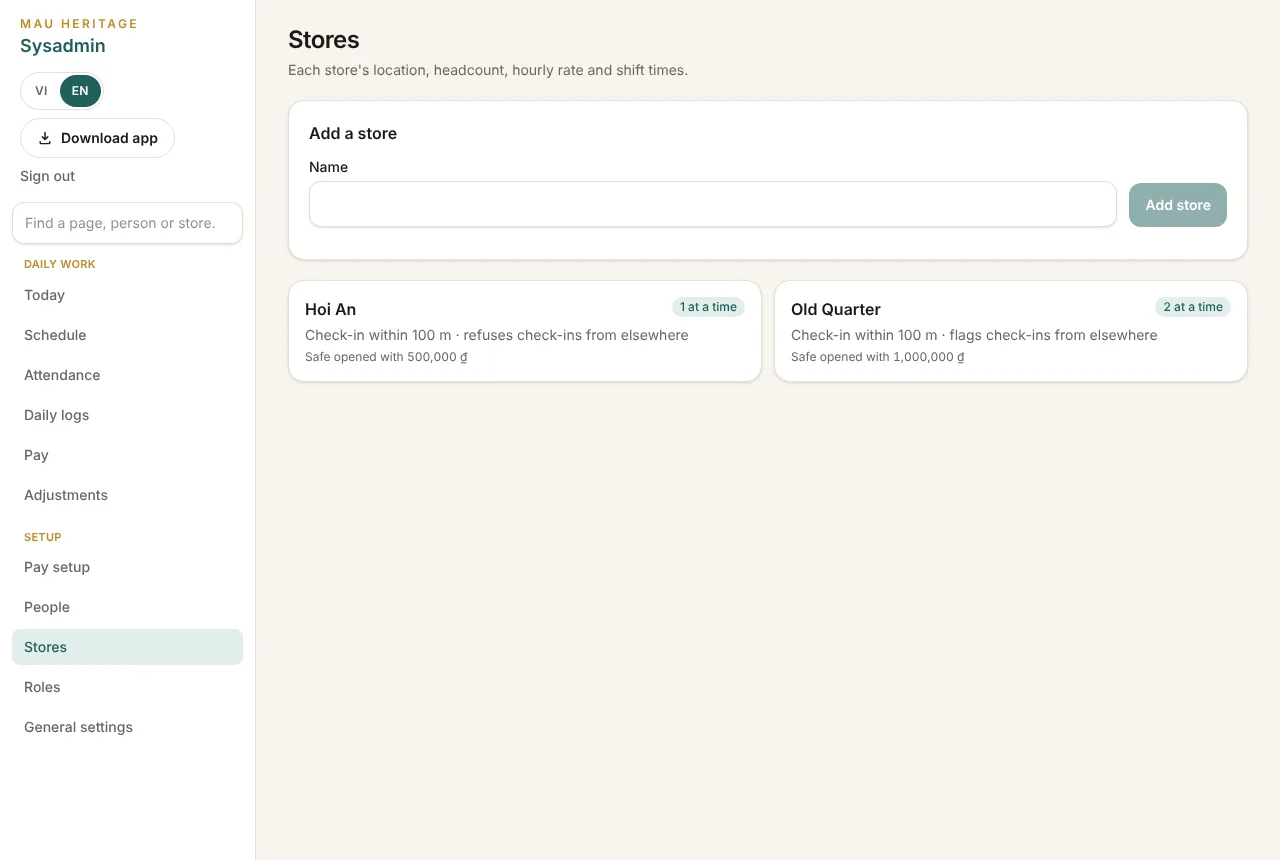 MAU HERITAGE
Sysadmin
VI EN
Download app
Sign out
Find a page, person or store.
DAILY WORK
Today
Schedule
Attendance
Daily logs
Pay
Adjustments
SETUP
Pay setup
People
Stores
Roles
General settings
Stores
Each store's location, headcount, hourly rate and shift times.
Add a store
Name
Add store
Hoi An
1 at a time
Check-in within 100 m · refuses check-ins from elsewhere
Safe opened with 500,000 ₫
Old Quarter
2 at a time
Check-in within 100 m · flags check-ins from elsewhere
Safe opened with 1,000,000 ₫